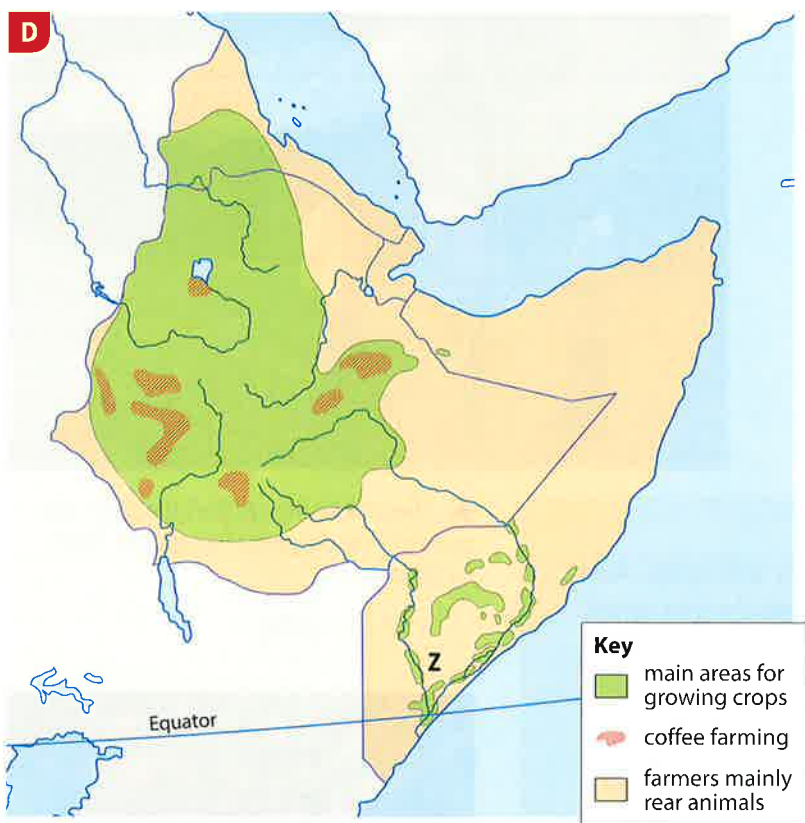 D
Z
Equator
Key
main areas for
growing crops
coffee farming
farmers mainly
rear animals